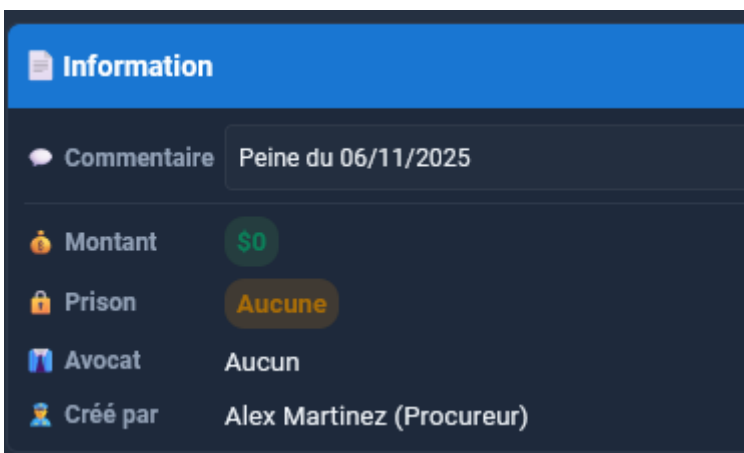 Information
Commentaire Peine du 06/11/2025
Montant $0
Prison Aucune
Avocat Aucun
Créé par Alex Martinez (Procureur)